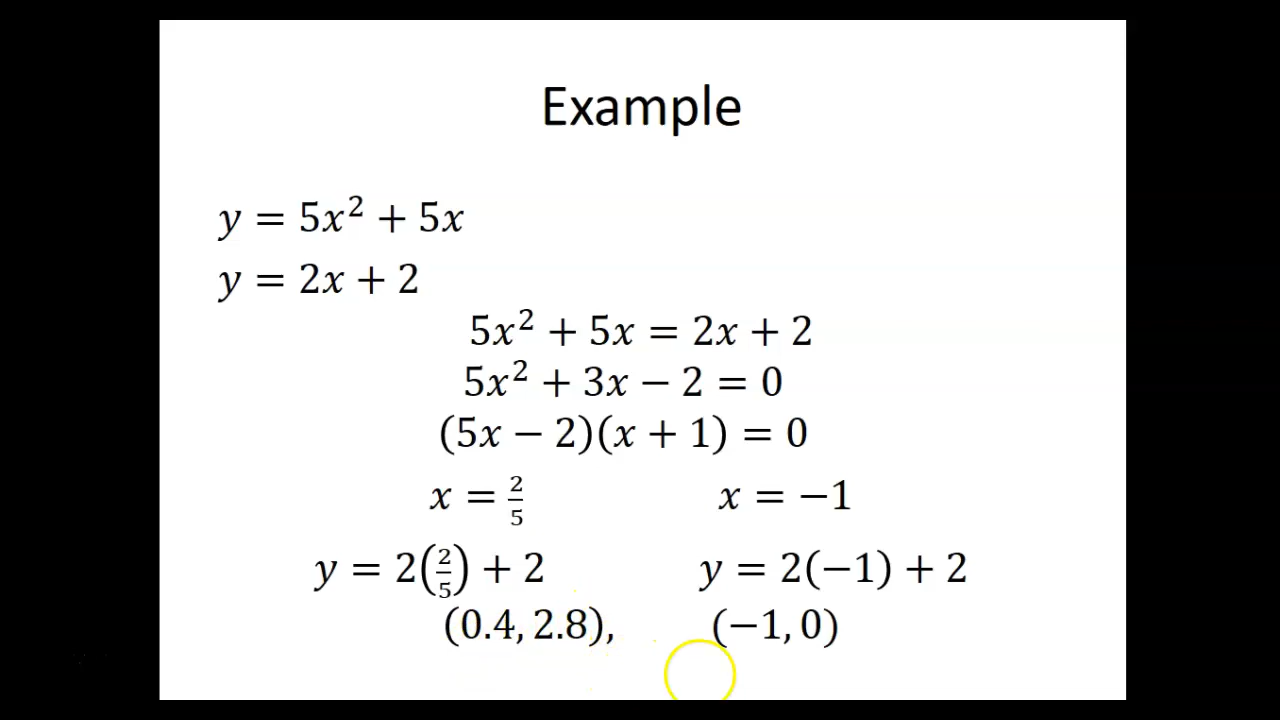 Example
y = 5x² + 5x
y = 2x + 2
5x² + 5x = 2x + 2
5x² + 3x − 2 = 0
(5x − 2)(x + 1) = 0
x = 2/5 x = −1
y = 2(2/5) + 2 y = 2(−1) + 2
(0.4, 2.8), (−1, 0)